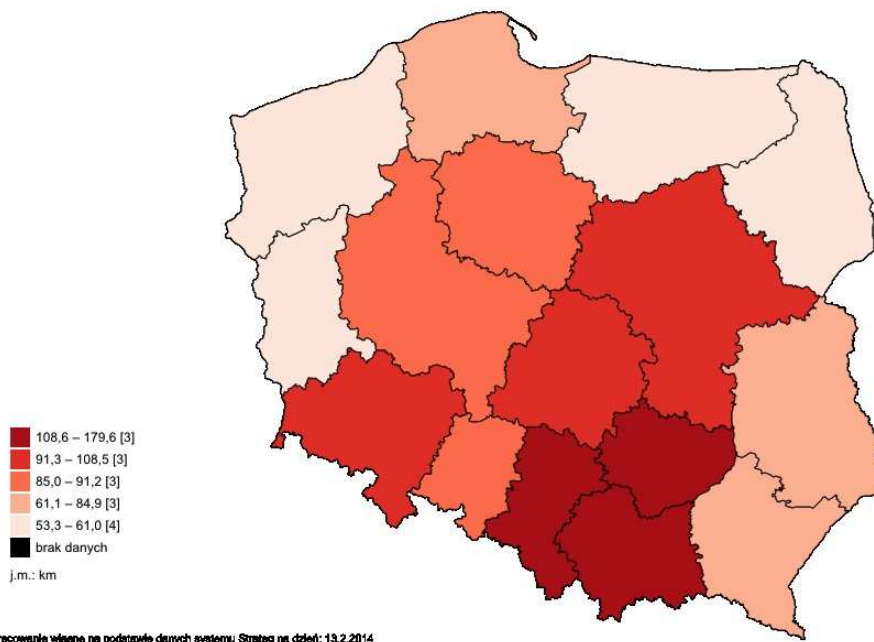 108,6 – 179,6 [3]
91,3 – 108,5 [3]
85,0 – 91,2 [3]
61,1 – 84,9 [3]
53,3 – 61,0 [4]
brak danych
j.m.: km
racowanie własne na podstawie danych systemu Strateg na dzień: 13.2.2014